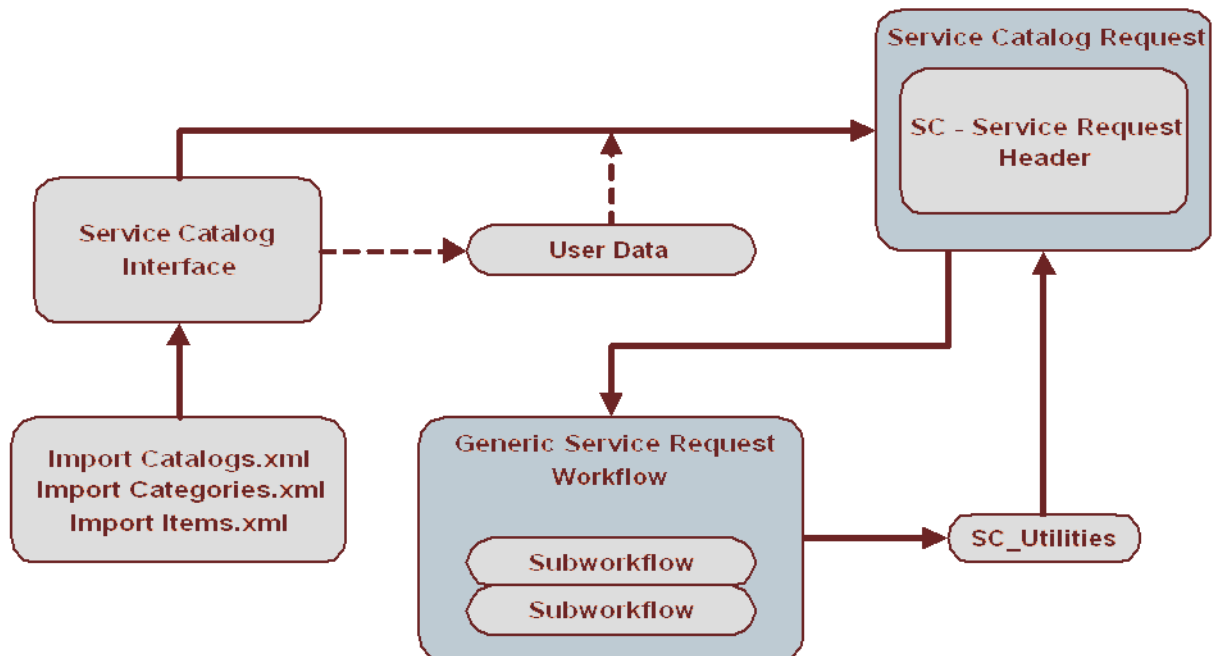 Service Catalog Request
SC - Service Request
Header
Service Catalog
Interface
User Data
Import Catalogs.xml
Import Categories.xml
Import Items.xml
Generic Service Request
Workflow
Subworkflow
Subworkflow
SC_Utilities